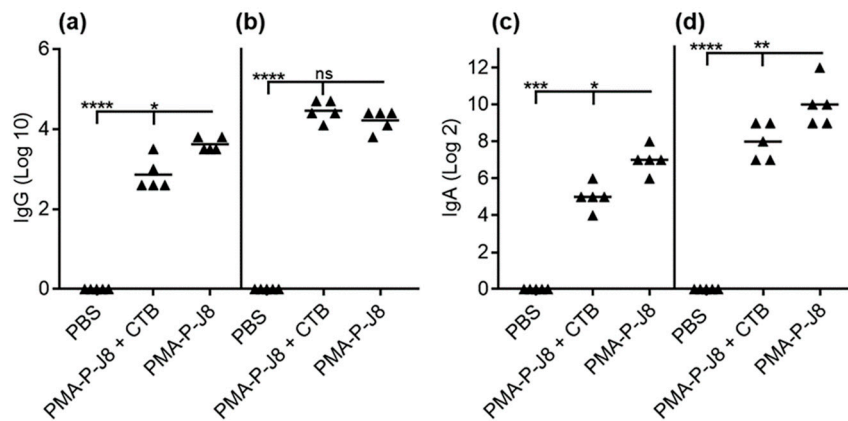 (a)
(b)
(c)
(d)
IgG (Log 10)
6
4
2
0
****
*
****
ns
PBS
PMA-P-J8 + CTB
PMA-P-J8
PBS
PMA-P-J8 + CTB
PMA-P-J8
IgA (Log 2)
12
10
8
6
4
2
0
***
*
****
**
PBS
PMA-P-J8 + CTB
PMA-P-J8
PBS
PMA-P-J8 + CTB
PMA-P-J8